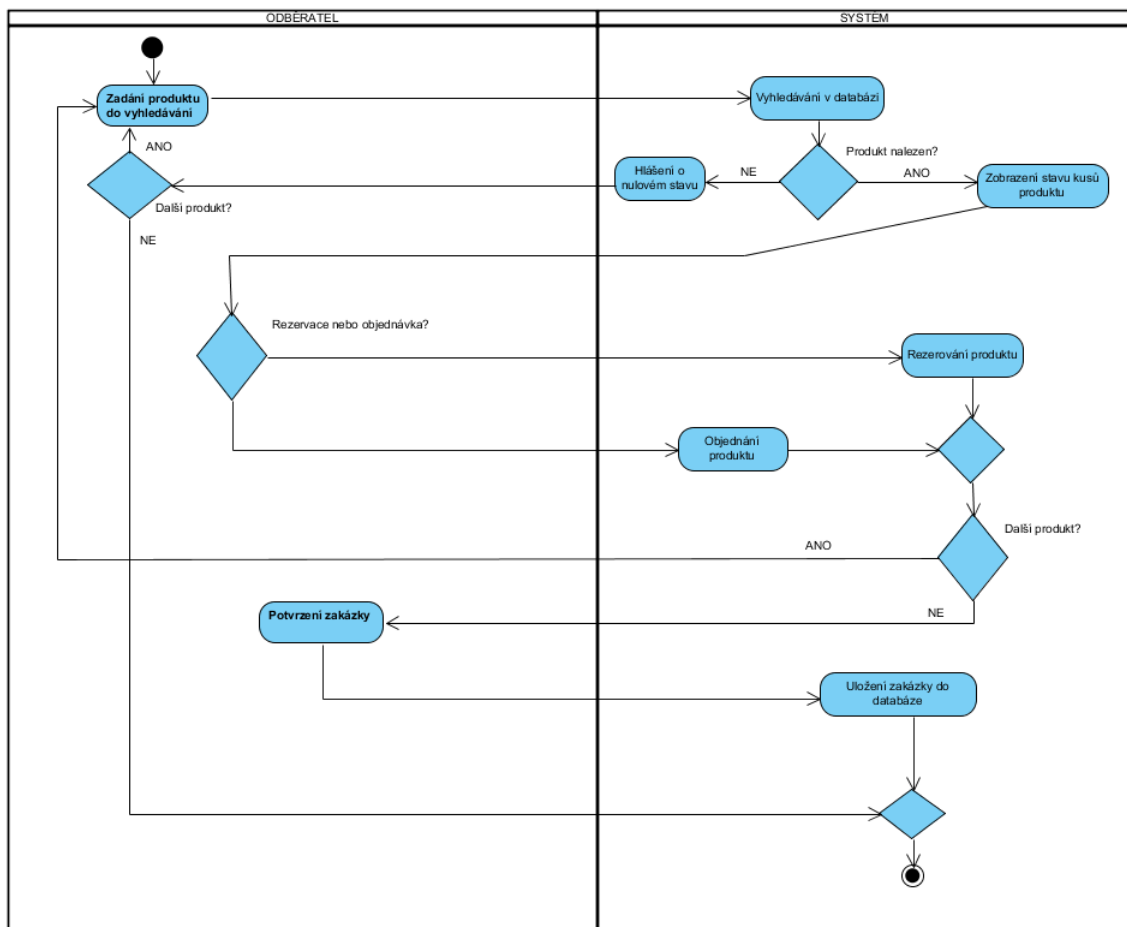 ODBĚRATEL
SYSTÉM
Zadání produktu
do vyhledávání
Vyhledávání v databázi
ANO
Produkt nalezen?
Hlášení o
nulovém stavu
NE
ANO
Zobrazení stavu kusů
produktu
Další produkt?
NE
Rezervace nebo objednávka?
Rezerování produktu
Objednání
produktu
Další produkt?
ANO
Potvrzení zakázky
NE
Uložení zakázky do
databáze